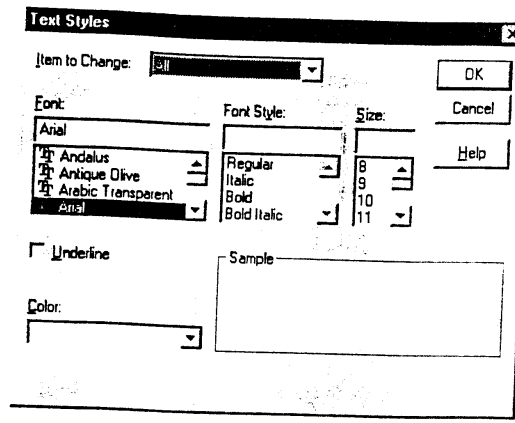 Text Styles
Item to Change: All
OK
Font: Font Style: Size: Cancel
Arial
Help
Andalus Regular 8
Antique Olive Italic 9
Arabic Transparent Bold 10
Arial Bold Italic 11
Underline Sample
Color: